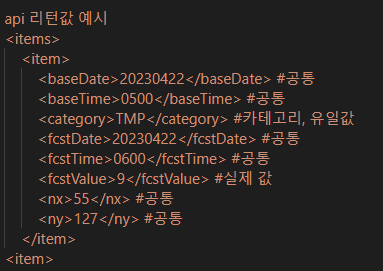 api 리턴값 예시
<items>
<item>
<baseDate>20230422</baseDate> #공통
<baseTime>0500</baseTime> #공통
<category>TMP</category> #카테고리, 유일값
<fcstDate>20230422</fcstDate> #공통
<fcstTime>0600</fcstTime> #공통
<fcstValue>9</fcstValue> #실제 값
<nx>55</nx> #공통
<ny>127</ny> #공통
</item>
<item>